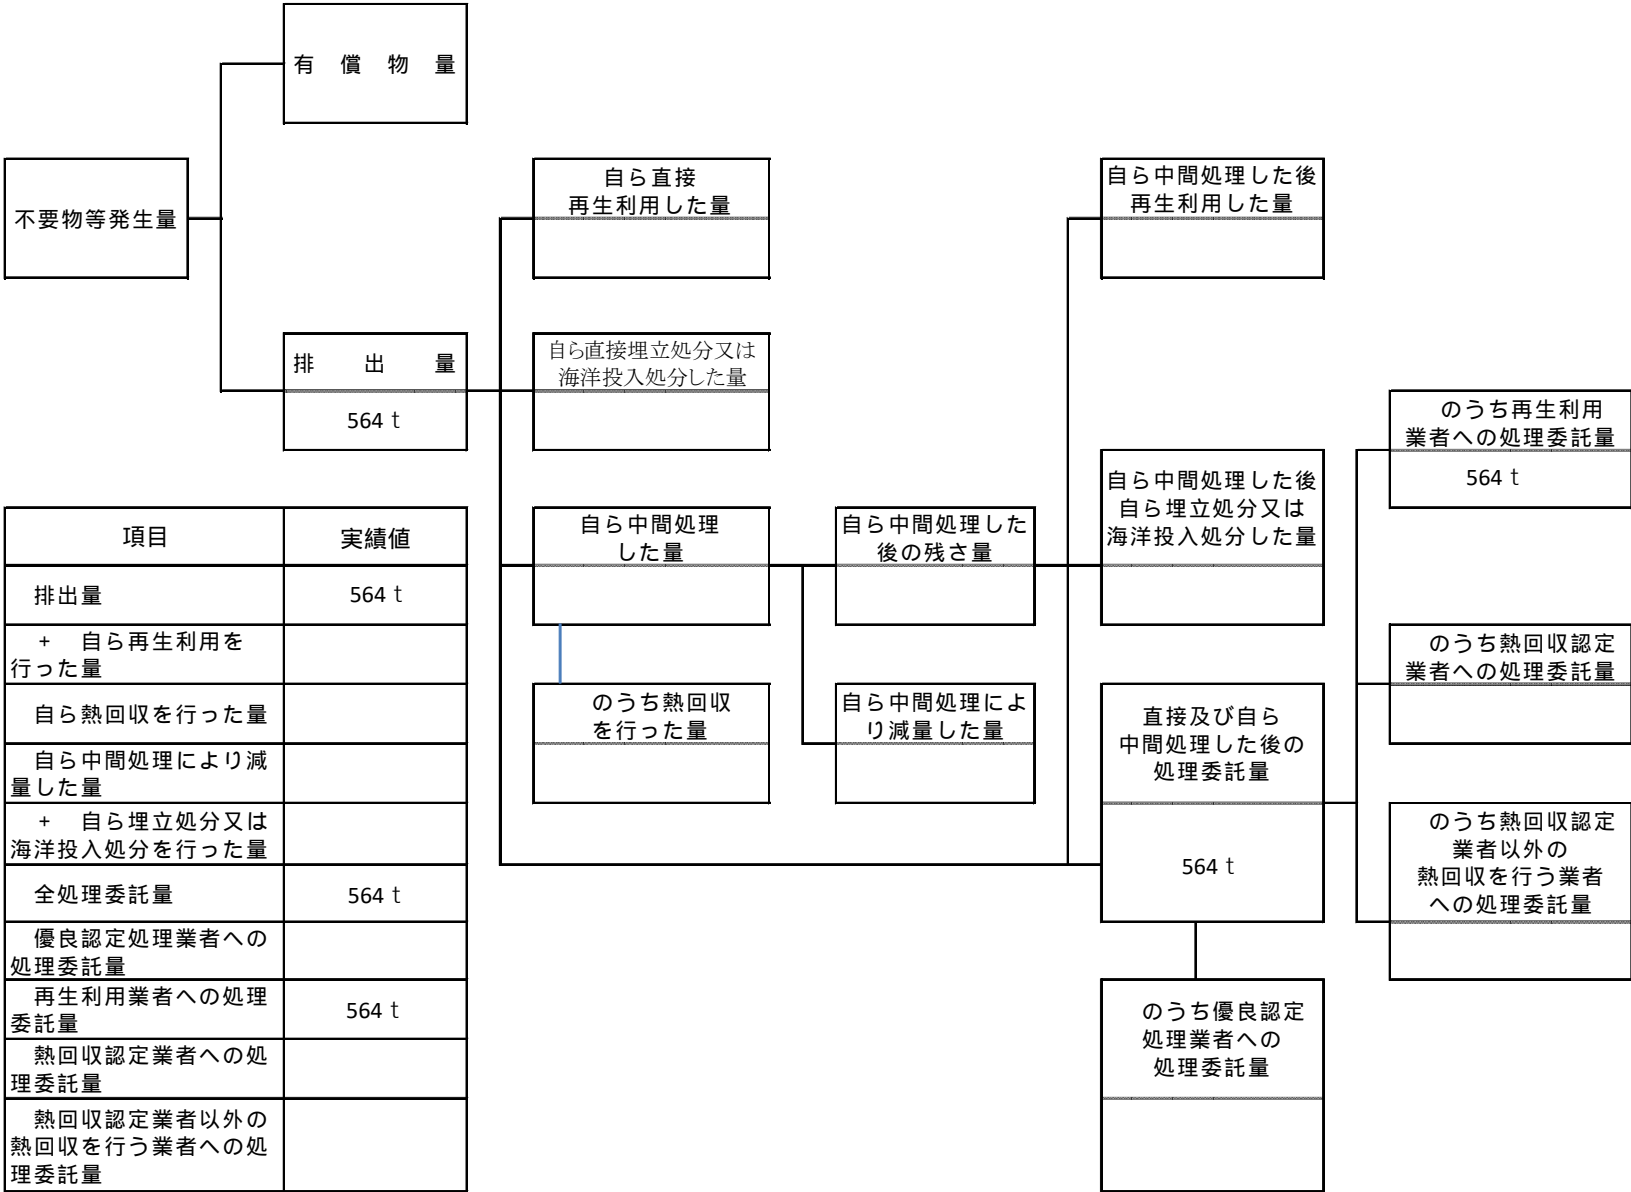 有 償 物 量
不要物等発生量
自ら直接
再生利用した量
自ら中間処理した後
再生利用した量
排 出 量
564 t
自ら直接埋立処分又は
海洋投入処分した量
のうち再生利用
業者への処理委託量
564 t
自ら中間処理した後
自ら埋立処分又は
海洋投入処分した量
自ら中間処理
した量
自ら中間処理した
後の残さ量
のうち熱回収認定
業者への処理委託量
のうち熱回収
を行った量
自ら中間処理によ
り減量した量
直接及び自ら
中間処理した後の
処理委託量
564 t
のうち熱回収認定
業者以外の
熱回収を行う業者
への処理委託量
のうち優良認定
処理業者への
処理委託量
項目 実績値
排出量 564 t
+ 自ら再生利用を
行った量
自ら熱回収を行った量
自ら中間処理により減
量した量
+ 自ら埋立処分又は
海洋投入処分を行った量
全処理委託量 564 t
優良認定処理業者への
処理委託量
再生利用業者への処理
委託量 564 t
熱回収認定業者への処
理委託量
熱回収認定業者以外の
熱回収を行う業者への処
理委託量